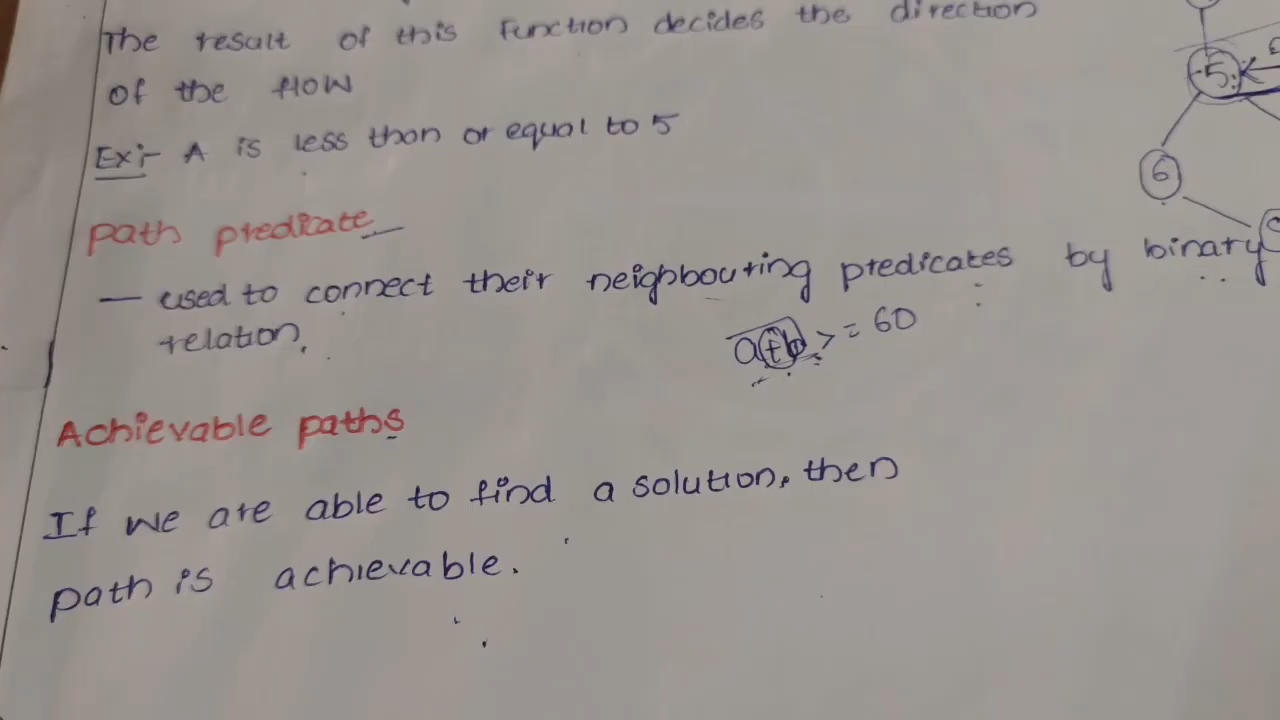 The result of this function decides the direction
of the flow
Ex:- A is less than or equal to 5
path predicate
— used to connect their neighbouring predicates by binary
relation.
a+b >= 60
Achievable paths
If we are able to find a solution, then
path is achievable.
5
6